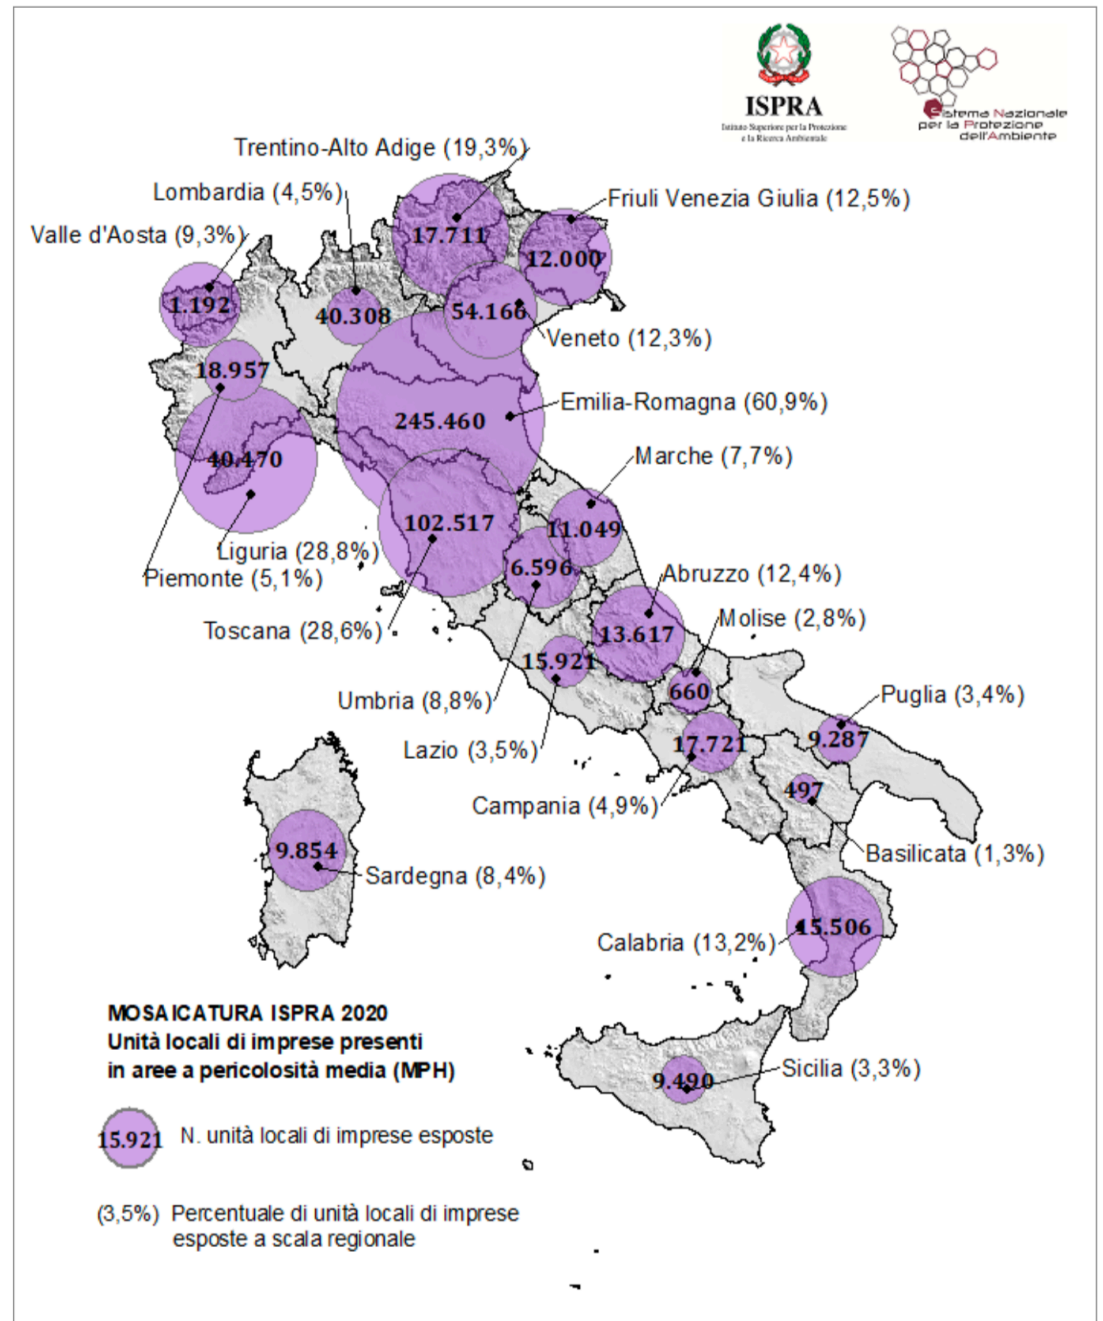 ISPRA
Istituto Superiore per la Protezione
e la Ricerca Ambientale
Sistema Nazionale
per la Protezione
dell'Ambiente
Trentino-Alto Adige (19,3%)
Lombardia (4,5%)
Friuli Venezia Giulia (12,5%)
Valle d'Aosta (9,3%)
17.711
12.000
1.192
40.308
54.166
Veneto (12,3%)
18.957
Emilia-Romagna (60,9%)
245.460
Marche (7,7%)
40.470
102.517
11.049
Liguria (28,8%)
6.596
Abruzzo (12,4%)
Piemonte (5,1%)
Molise (2,8%)
Toscana (28,6%)
13.617
15.921
660
Puglia (3,4%)
Umbria (8,8%)
9.287
17.721
Lazio (3,5%)
497
Campania (4,9%)
9.854
Basilicata (1,3%)
Sardegna (8,4%)
15.506
Calabria (13,2%)
MOSAICATURA ISPRA 2020
Unità locali di imprese presenti
in aree a pericolosità media (MPH)
Sicilia (3,3%)
9.490
15.921 N. unità locali di imprese esposte
(3,5%) Percentuale di unità locali di imprese
esposte a scala regionale